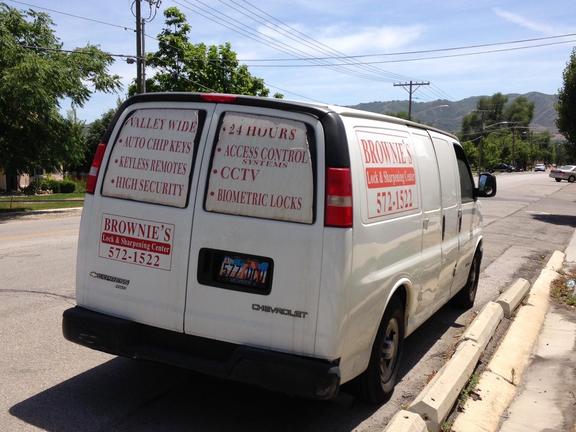 VALLEY WIDE
• AUTO CHIP KEYS
• KEYLESS REMOTES
• HIGH SECURITY
• 24 HOURS
• ACCESS CONTROL
SYSTEMS
• CCTV
• BIOMETRIC LOCKS
BROWNIE'S
Lock & Sharpening Center
572-1522
EXPRESS
CHEVROLET
BROWNIE'S
Lock & Sharpening Center
572-1522